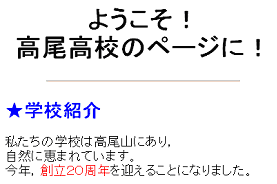 ようこそ！
高尾高校のページに！
★学校紹介
私たちの学校は高尾山にあり，
自然に恵まれています。
今年，創立２０周年を迎えることになりました。